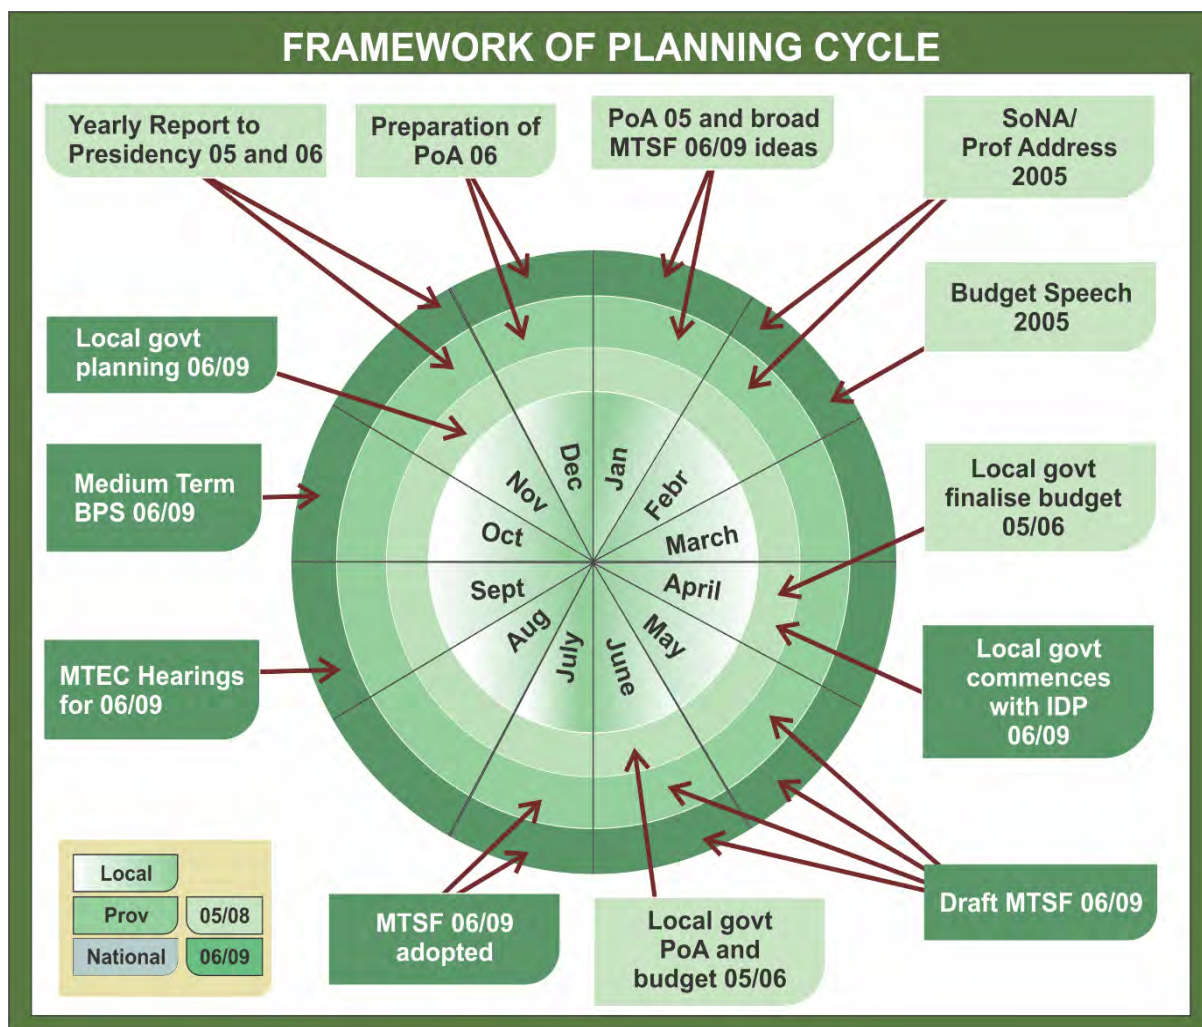 FRAMEWORK OF PLANNING CYCLE
Yearly Report to
Presidency 05 and 06
Preparation of
PoA 06
PoA 05 and broad
MTSF 06/09 ideas
SoNA/
Prof Address
2005
Budget Speech
2005
Local govt
planning 06/09
Medium Term
BPS 06/09
Local govt
finalise budget
05/06
MTEC Hearings
for 06/09
Local govt
commences
with IDP
06/09
Dec
Jan
Nov
Febr
Oct
March
Sept
April
Aug
May
July
June
Local
Prov
05/08
National
06/09
MTSF 06/09
adopted
Local govt
PoA and
budget 05/06
Draft MTSF 06/09